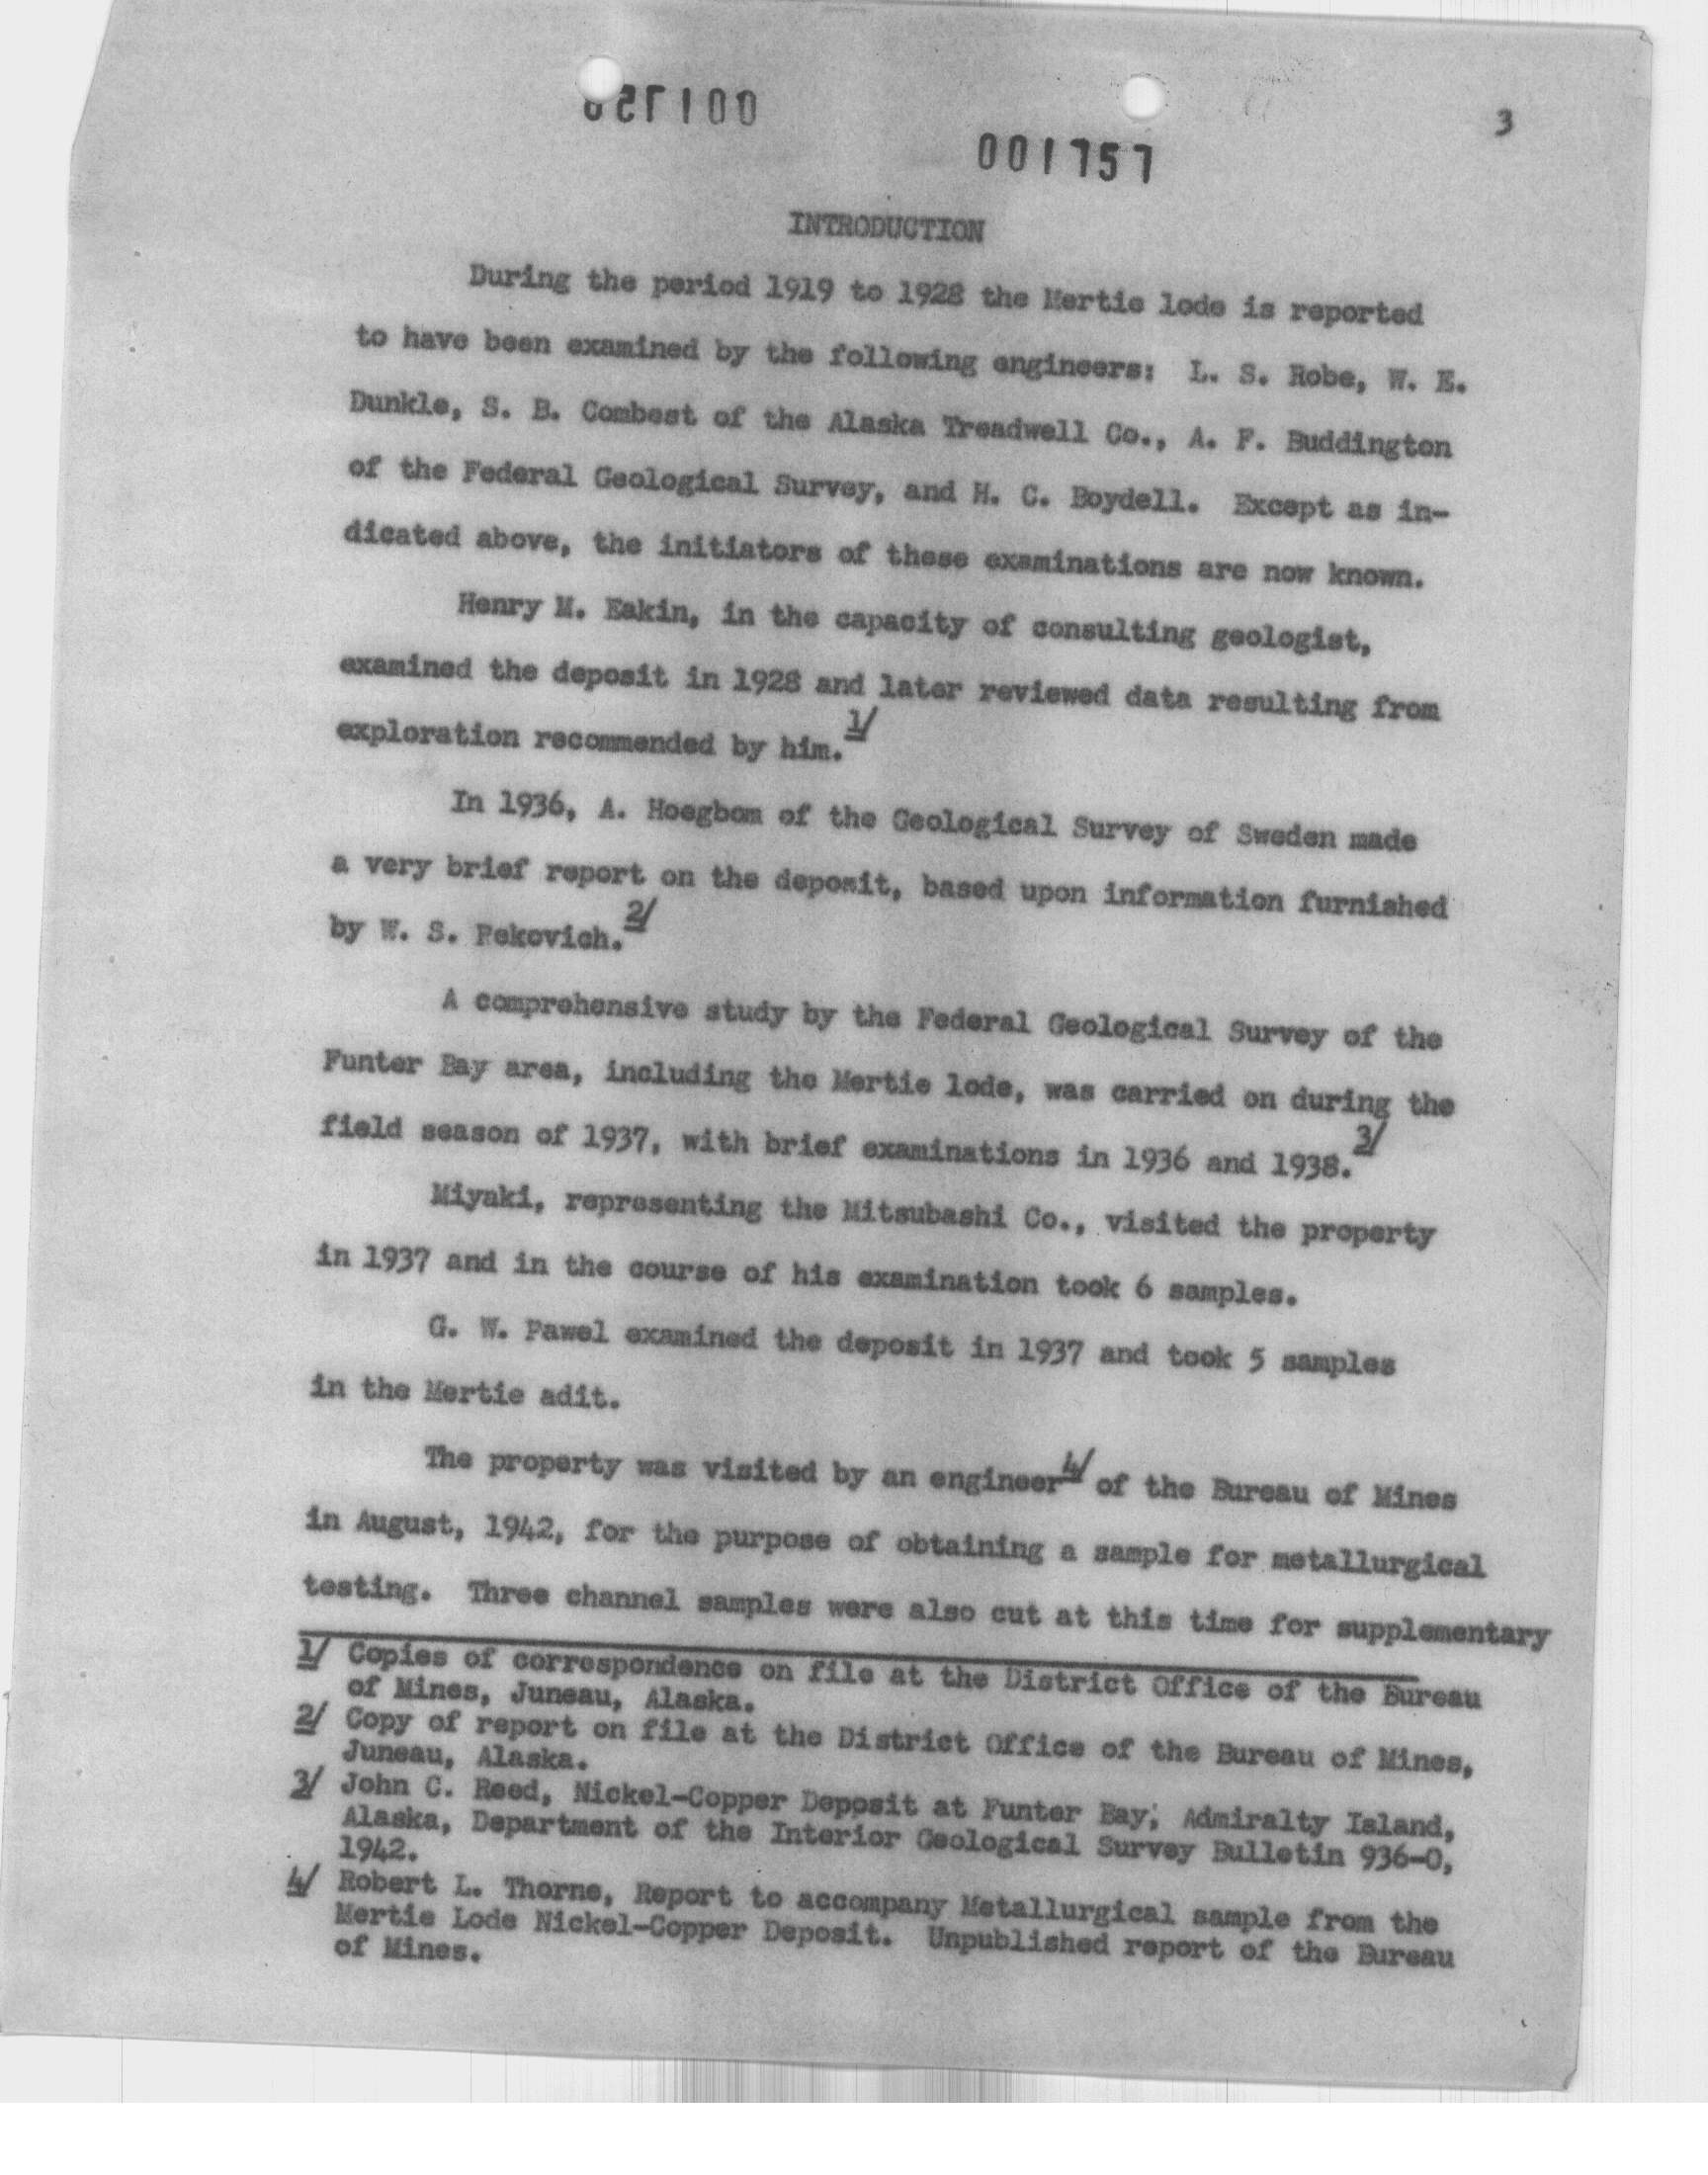 3
001757
INTRODUCTION
During the period 1919 to 1928 the Mertie lode is reported
to have been examined by the following engineers: L. S. Robe, W. E.
Dunkle, S. B. Combest of the Alaska Treadwell Co., A. F. Buddington
of the Federal Geological Survey, and H. C. Boydell. Except as in-
dicated above, the initiators of these examinations are now known.
Henry M. Eakin, in the capacity of consulting geologist,
examined the deposit in 1928 and later reviewed data resulting from
exploration recommended by him.1/
In 1936, A. Hoegbom of the Geological Survey of Sweden made
a very brief report on the deposit, based upon information furnished
by W. S. Pekovich.2/
A comprehensive study by the Federal Geological Survey of the
Funter Bay area, including the Mertie lode, was carried on during the
field season of 1937, with brief examinations in 1936 and 1938.3/
Miyaki, representing the Mitsubashi Co., visited the property
in 1937 and in the course of his examination took 6 samples.
G. W. Pawel examined the deposit in 1937 and took 5 samples
in the Mertie adit.
The property was visited by an engineer4/ of the Bureau of Mines
in August, 1942, for the purpose of obtaining a sample for metallurgical
testing. Three channel samples were also cut at this time for supplementary
1/ Copies of correspondence on file at the District Office of the Bureau
of Mines, Juneau, Alaska.
2/ Copy of report on file at the District Office of the Bureau of Mines,
Juneau, Alaska.
3/ John C. Reed, Nickel-Copper Deposit at Funter Bay, Admiralty Island,
Alaska, Department of the Interior Geological Survey Bulletin 936-O,
1942.
4/ Robert L. Thorne, Report to accompany Metallurgical sample from the
Mertie Lode Nickel-Copper Deposit. Unpublished report of the Bureau
of Mines.